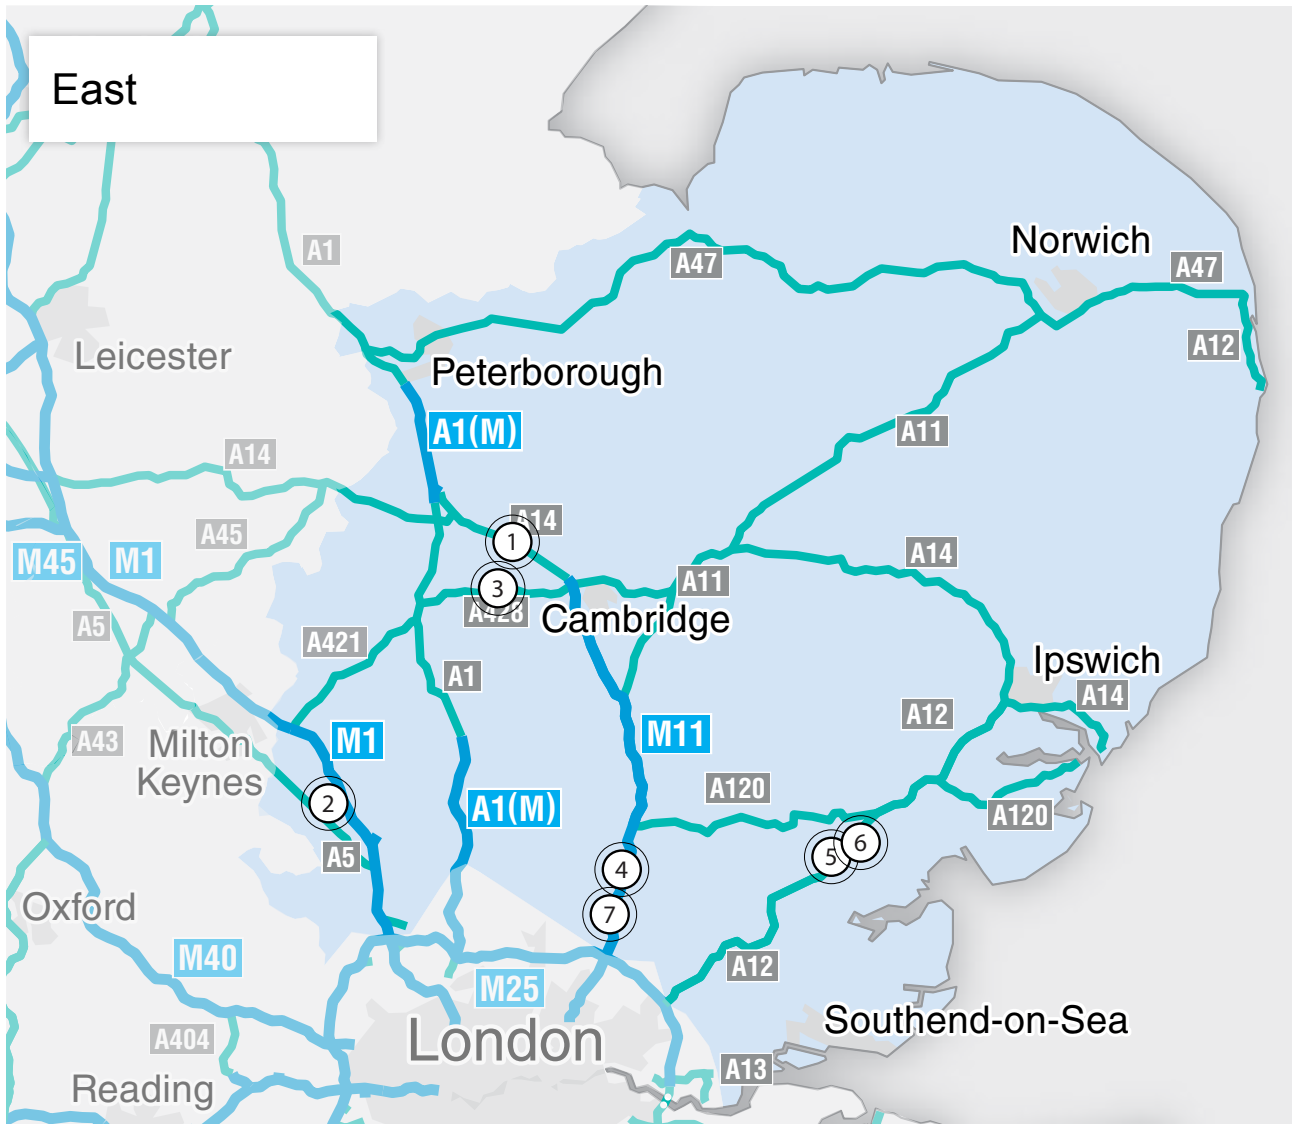 East
A1
Norwich
A47
A47
A12
Leicester
Peterborough
A1(M)
A11
A14
A14
1
A45
M45
M1
A14
A11
3
A428
Cambridge
A5
A421
A1
Ipswich
A14
A12
A43
Milton
Keynes
M1
M11
2
A120
A1(M)
A120
A5
5
6
4
Oxford
7
M40
A12
M25
Southend-on-Sea
A404
London
A13
Reading